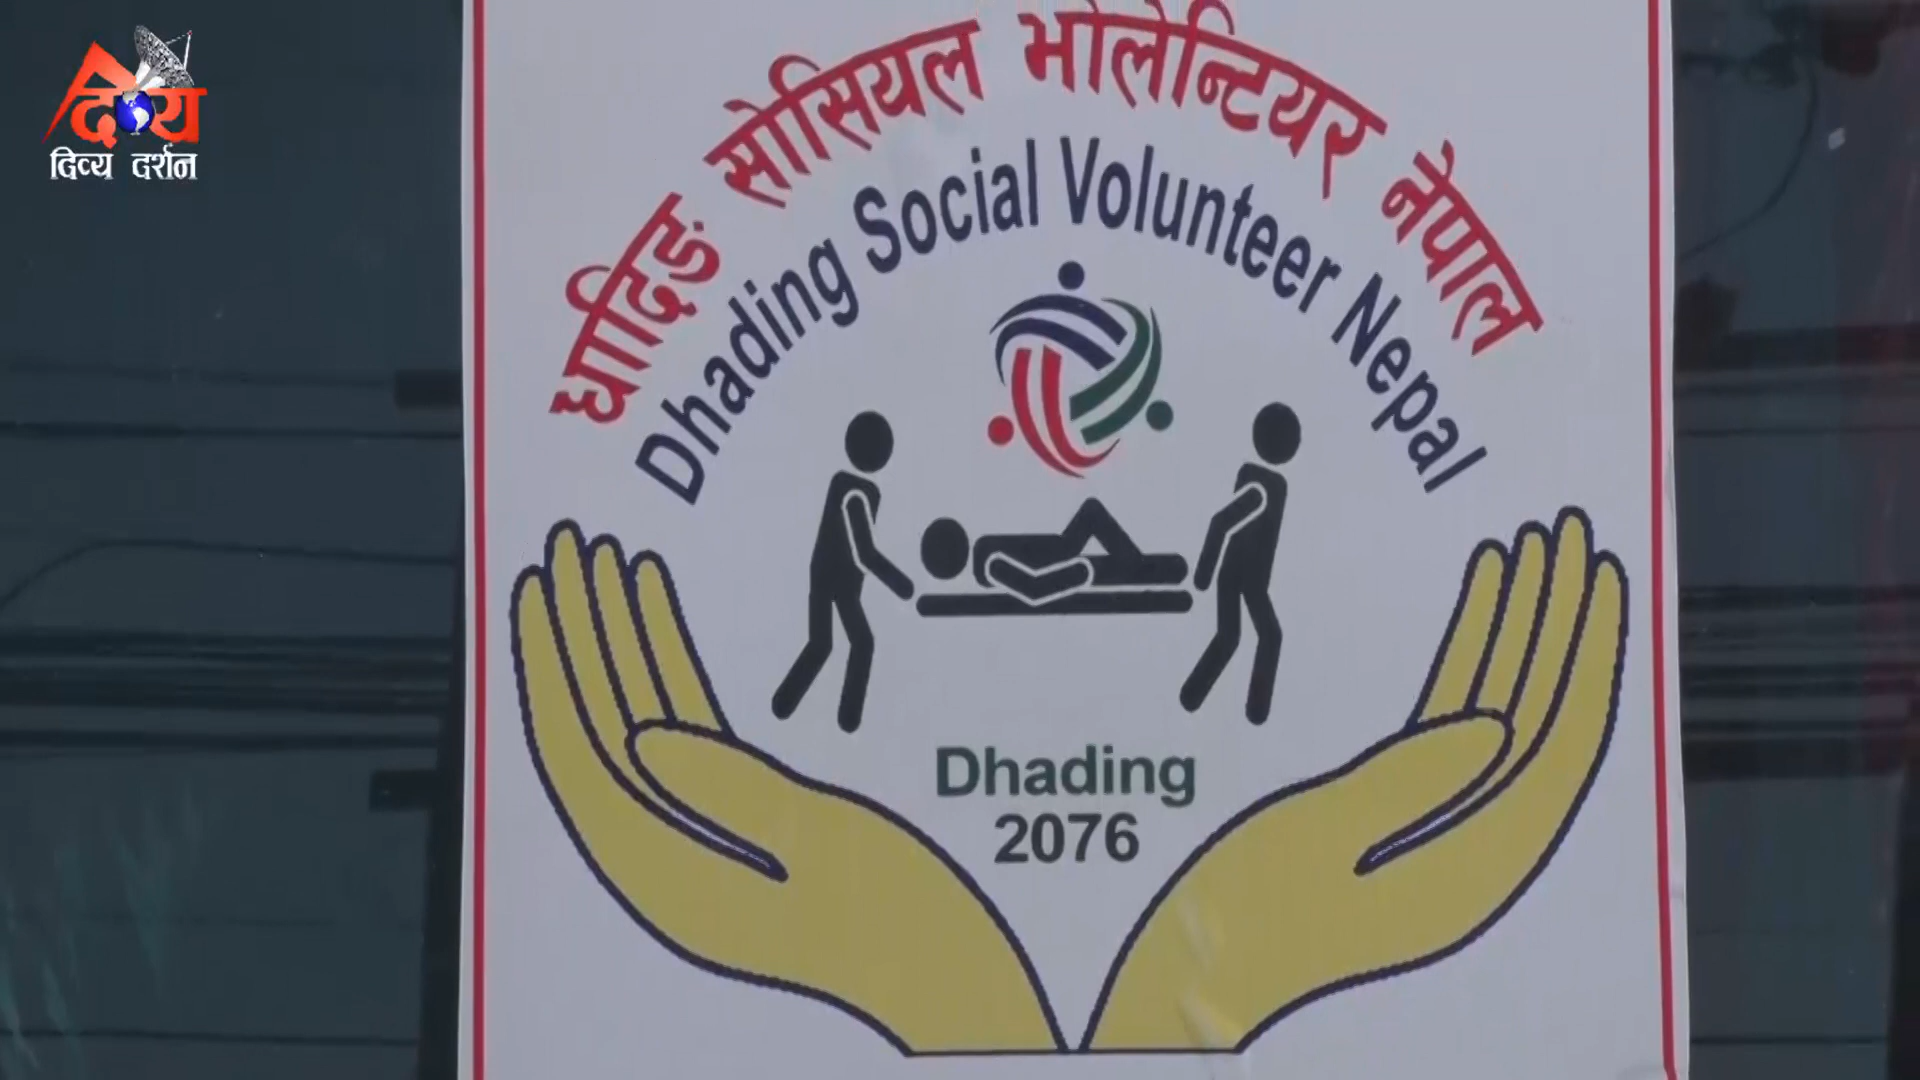 दिव्य
दिव्य दर्शन
धादिङ सोसियल भोलेन्टियर नेपाल
Dhading Social Volunteer Nepal
Dhading
2076